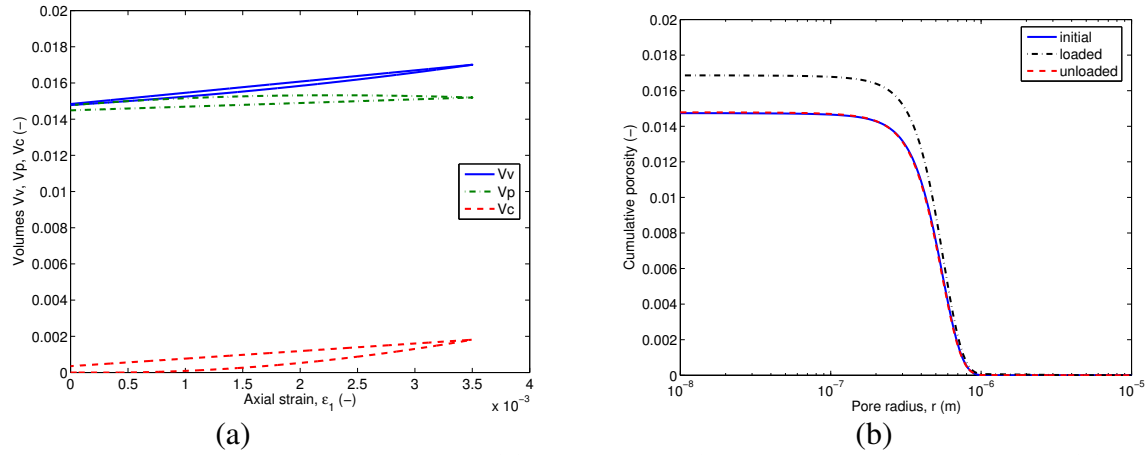 0.02
0.018
0.016
0.014
0.012
0.01
0.008
0.006
0.004
0.002
0
Volumes Vv, Vp, Vc (−)
Vv
Vp
Vc
0 0.5 1 1.5 2 2.5 3 3.5 4
x 10⁻³
Axial strain, ε₁ (−)
(a)
0.02
0.018
0.016
0.014
0.012
0.01
0.008
0.006
0.004
0.002
0
Cumulative porosity (−)
initial
loaded
unloaded
10⁻⁸ 10⁻⁷ 10⁻⁶ 10⁻⁵
Pore radius, r (m)
(b)